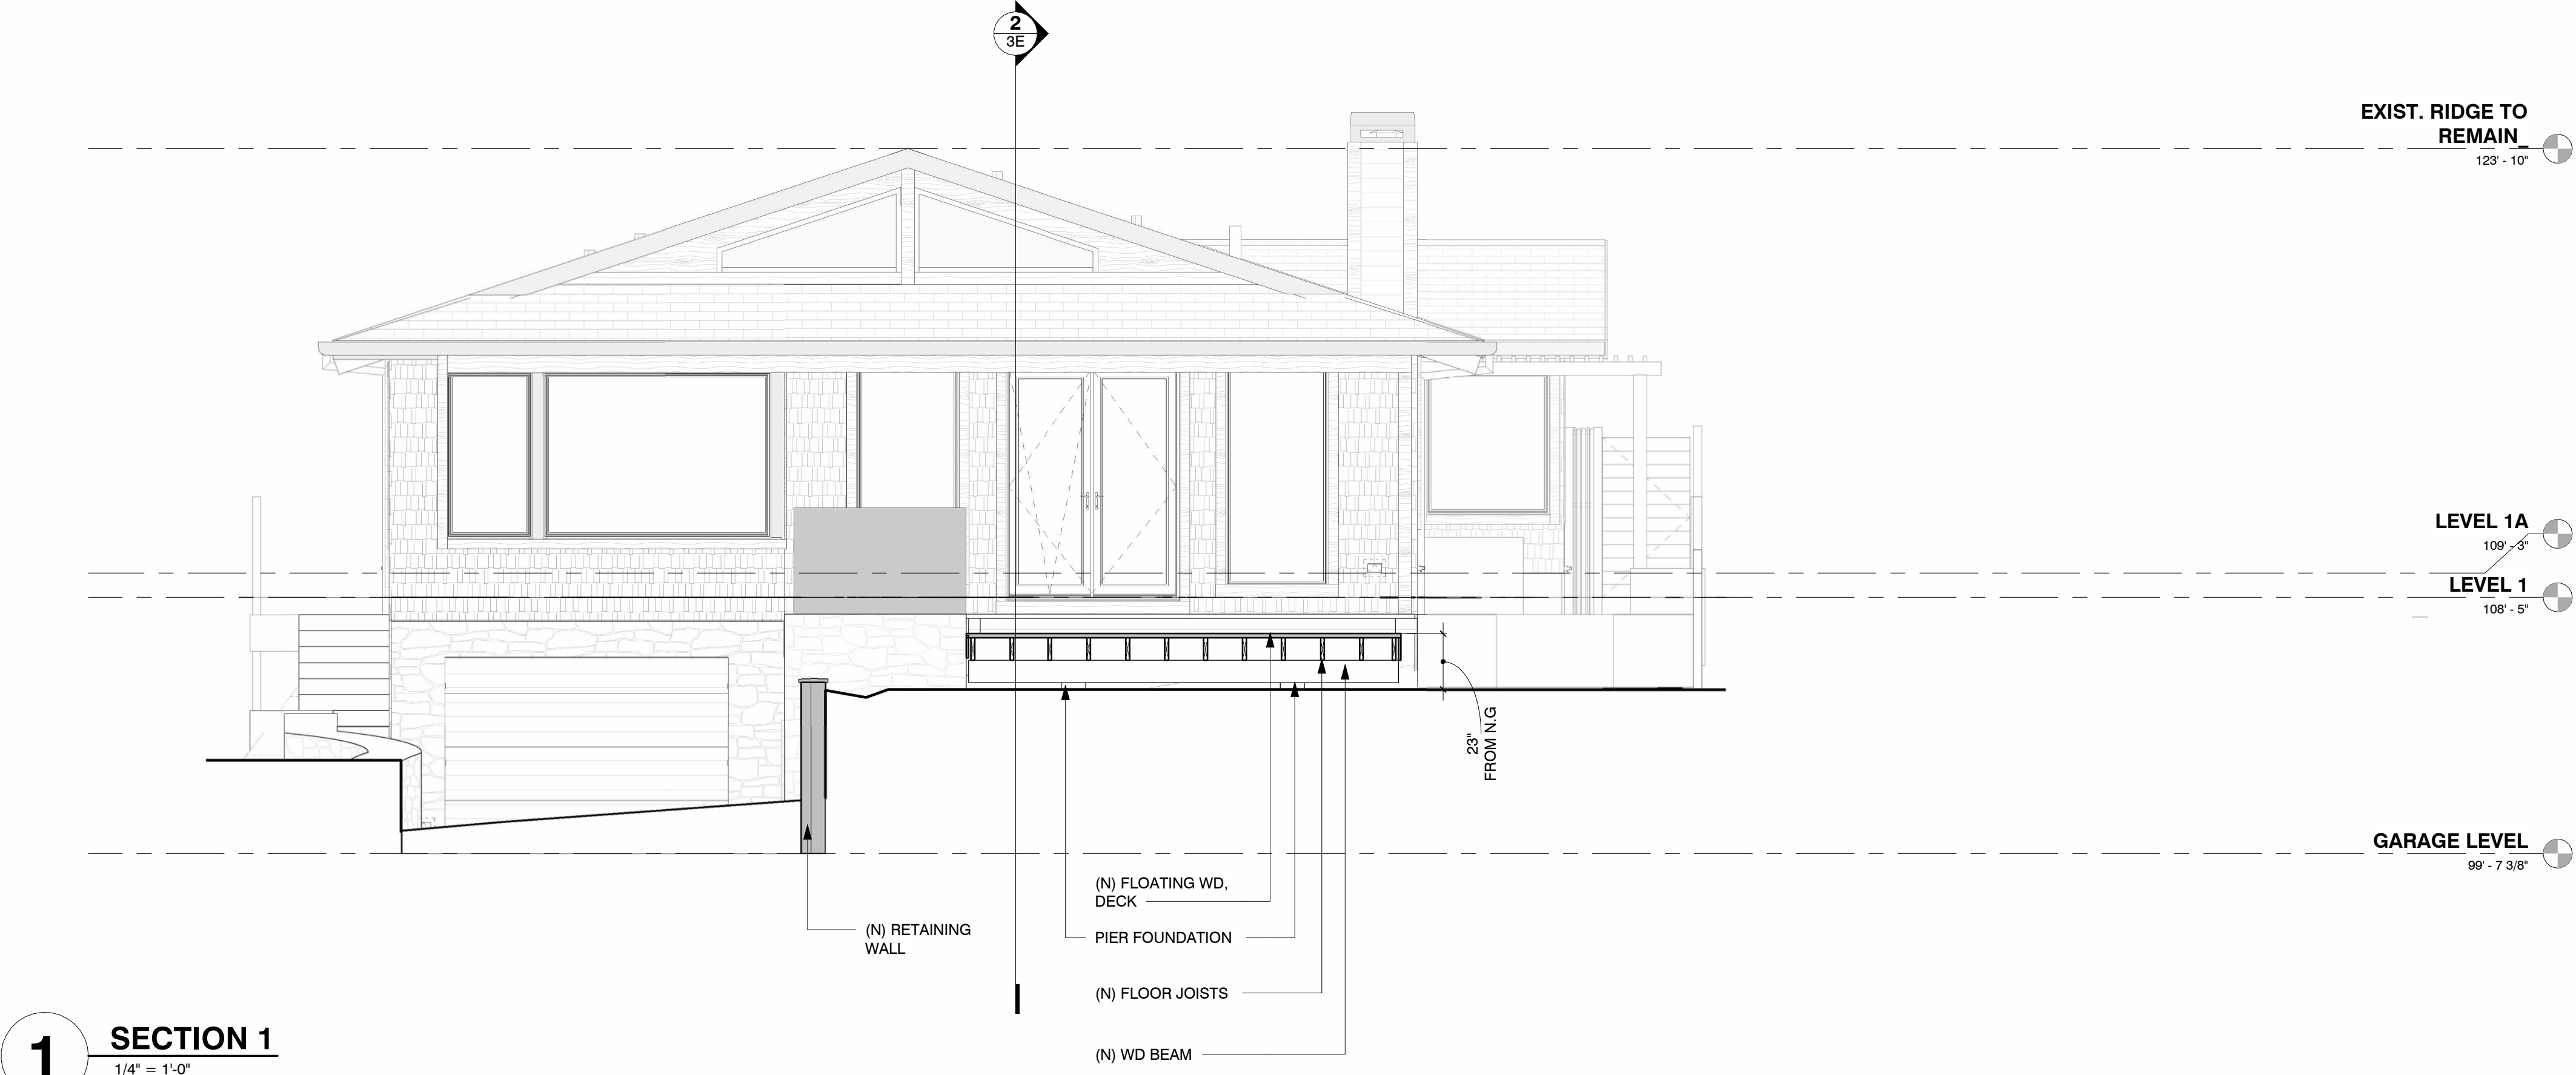 2
3E
EXIST. RIDGE TO
REMAIN_
123' - 10"
LEVEL 1A
109' - 3"
LEVEL 1
108' - 5"
23"
FROM N.G
GARAGE LEVEL
99' - 7 3/8"
(N) FLOATING WD,
DECK
(N) RETAINING
WALL
PIER FOUNDATION
(N) FLOOR JOISTS
(N) WD BEAM
1
SECTION 1
1/4" = 1'-0"